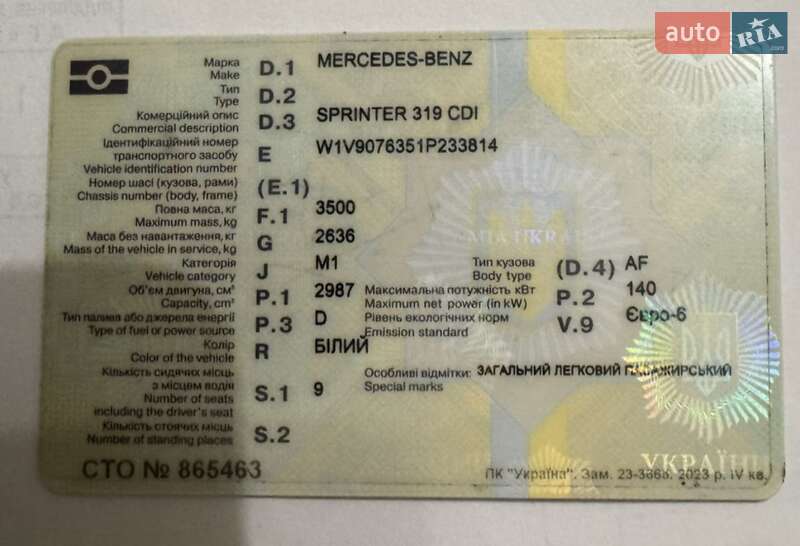 auto RIA.com
Марка
Make D.1 MERCEDES-BENZ
Тип
Type D.2
Комерційний опис
Commercial description D.3 SPRINTER 319 CDI
Ідентифікаційний номер
транспортного засобу
Vehicle identification number E W1V9076351P233814
Номер шасі (кузова, рами)
Chassis number (body, frame) (E.1)
Повна маса, кг
Maximum mass, kg F.1 3500
Маса без навантаження, кг
Mass of the vehicle in service, kg G 2636
Категорія
Vehicle category J M1 Тип кузова
Body type (D.4) AF
Об'єм двигуна, см³
Capacity, cm³ P.1 2987 Максимальна потужність кВт
Maximum net power (in kW) P.2 140
Тип палива або джерела енергії
Type of fuel or power source P.3 D Рівень екологічних норм
Emission standard V.9 Євро-6
Колір
Color of the vehicle R БІЛИЙ
Кількість сидячих місць
з місцем водія
Number of seats
including the driver's seat S.1 9 Особливі відмітки: ЗАГАЛЬНИЙ ЛЕГКОВИЙ ПАСАЖИРСЬКИЙ
Special marks
Кількість стоячих місць
Number of standing places S.2
MIA UKRAINE
УКРАЇНІ
СТО № 865463
ПК "Україна". Зам. 2023 р. IV кв.